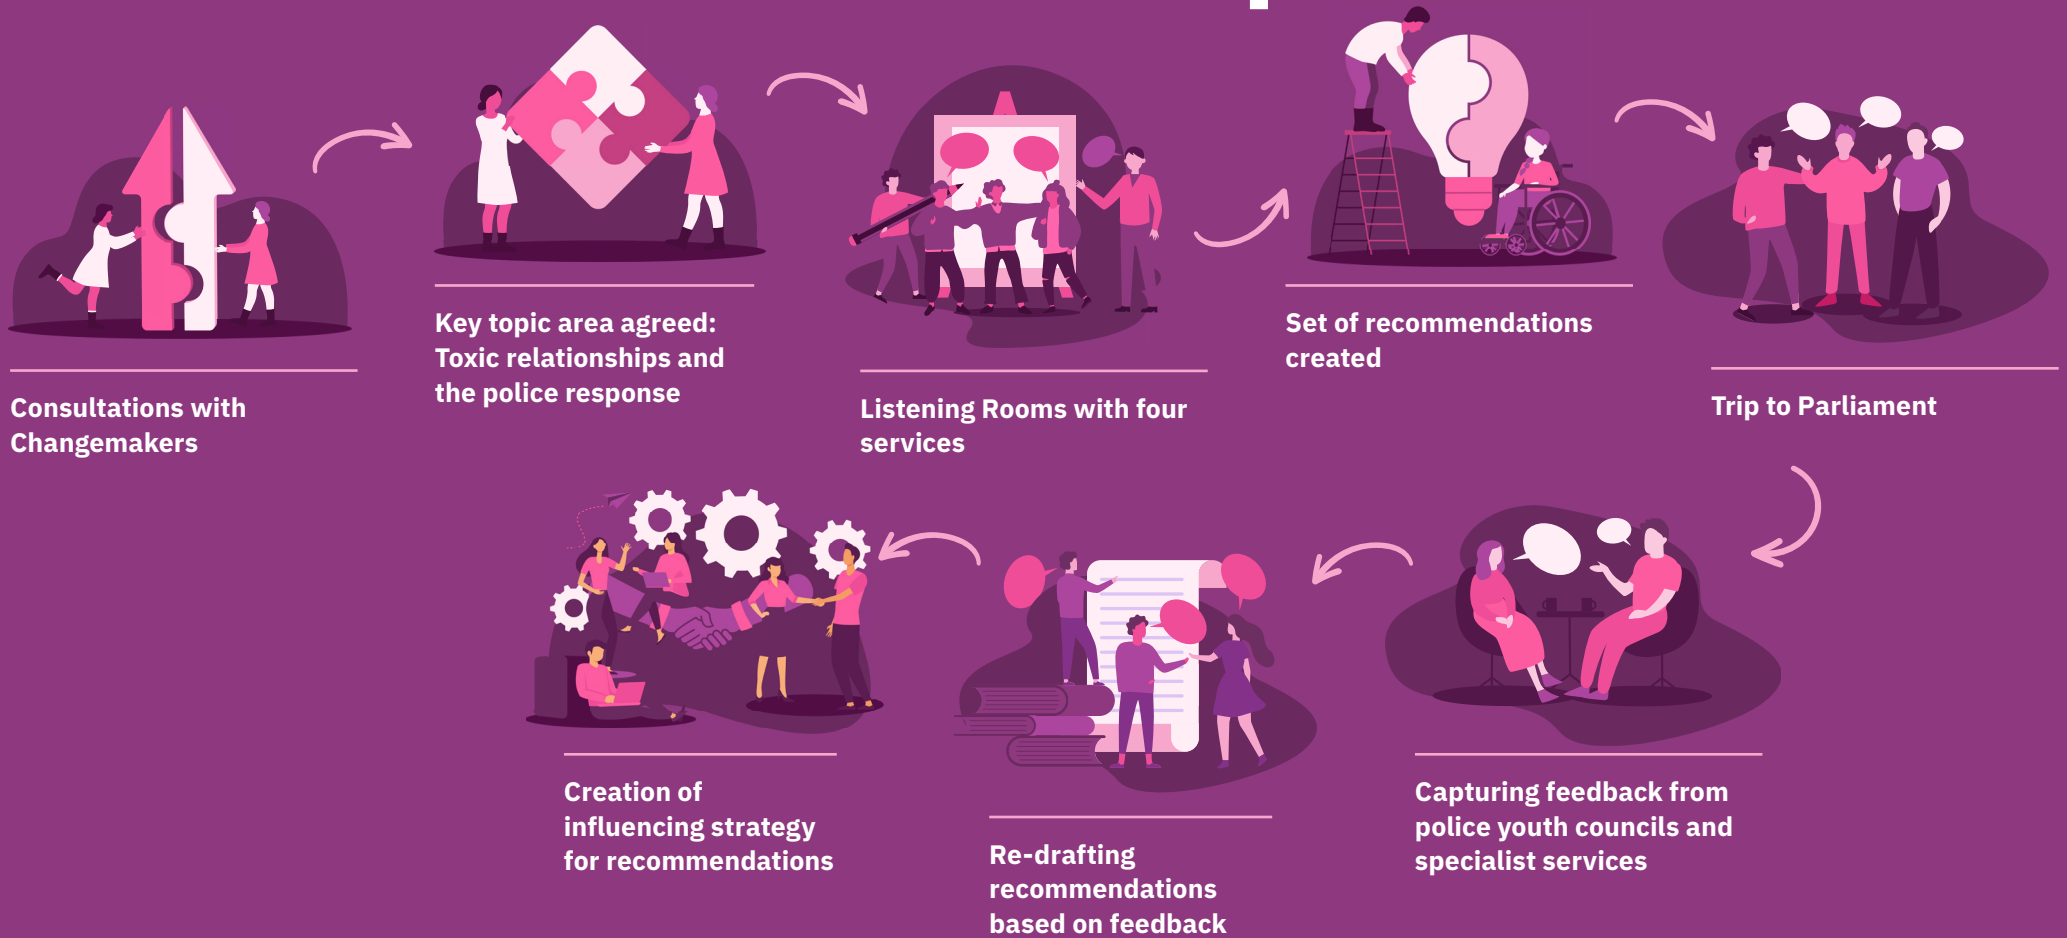 Consultations with
Changemakers
Key topic area agreed:
Toxic relationships and
the police response
Listening Rooms with four
services
Set of recommendations
created
Trip to Parliament
Capturing feedback from
police youth councils and
specialist services
Re-drafting
recommendations
based on feedback
Creation of
influencing strategy
for recommendations